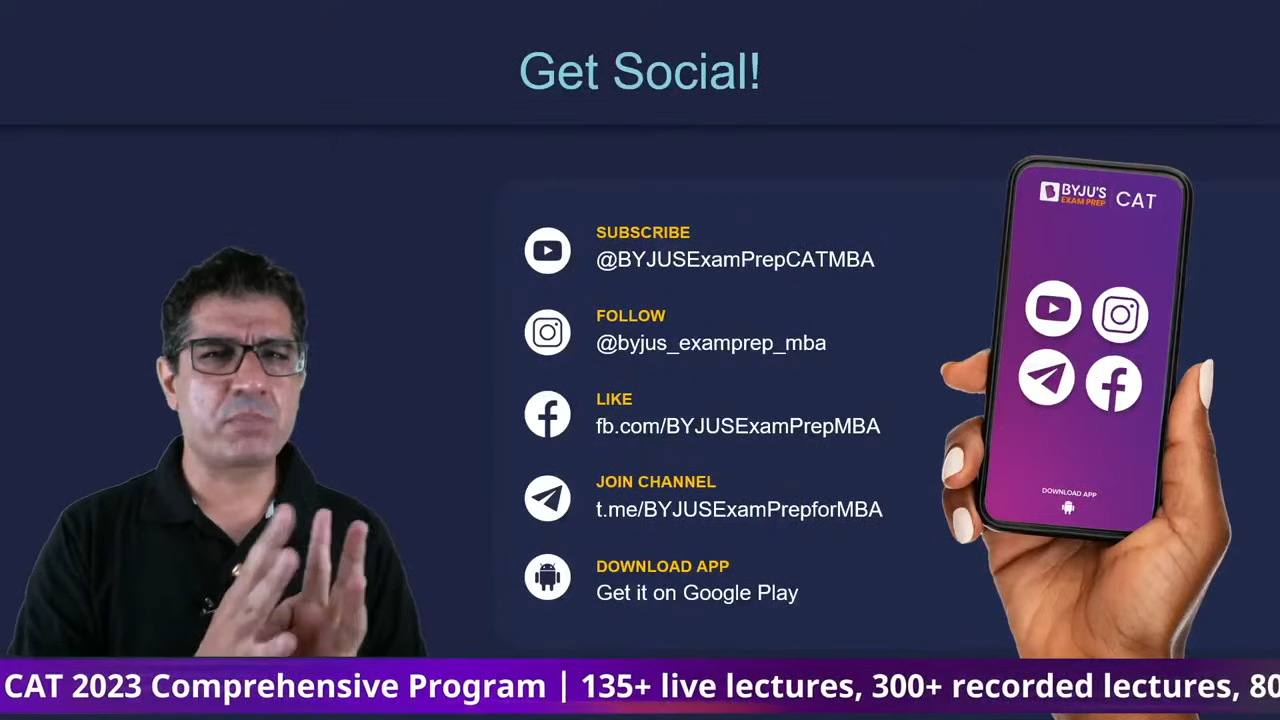 Get Social!
SUBSCRIBE
@BYJUSExamPrepCATMBA
FOLLOW
@byjus_examprep_mba
LIKE
fb.com/BYJUSExamPrepMBA
JOIN CHANNEL
t.me/BYJUSExamPrepforMBA
DOWNLOAD APP
Get it on Google Play
BYJU'S
EXAM PREP
CAT
DOWNLOAD APP
CAT 2023 Comprehensive Program | 135+ live lectures, 300+ recorded lectures, 80